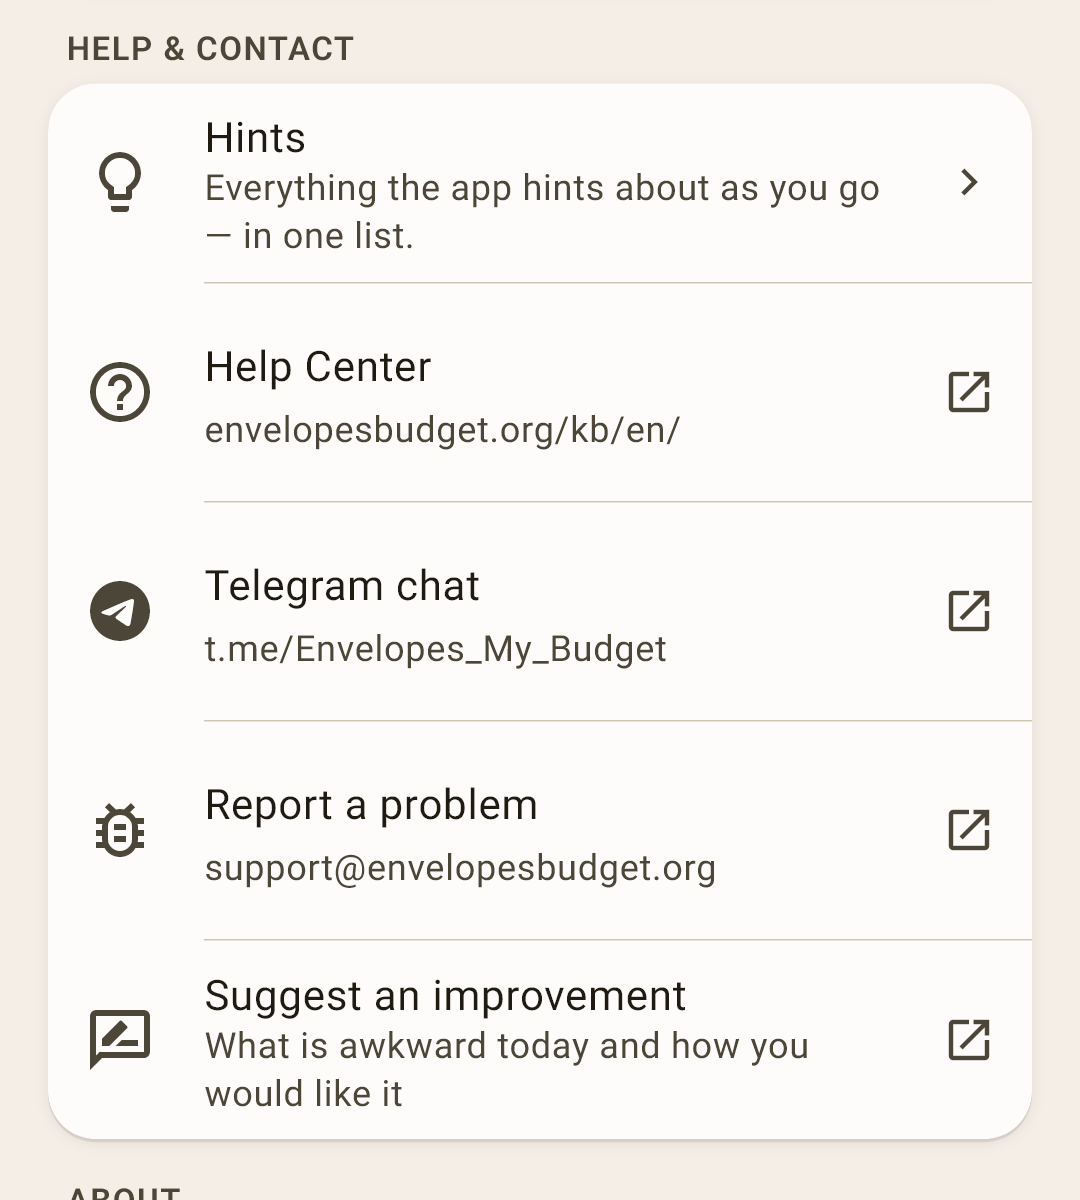 HELP & CONTACT
Hints
Everything the app hints about as you go
— in one list.
Help Center
envelopesbudget.org/kb/en/
Telegram chat
t.me/Envelopes_My_Budget
Report a problem
support@envelopesbudget.org
Suggest an improvement
What is awkward today and how you
would like it
ABOUT